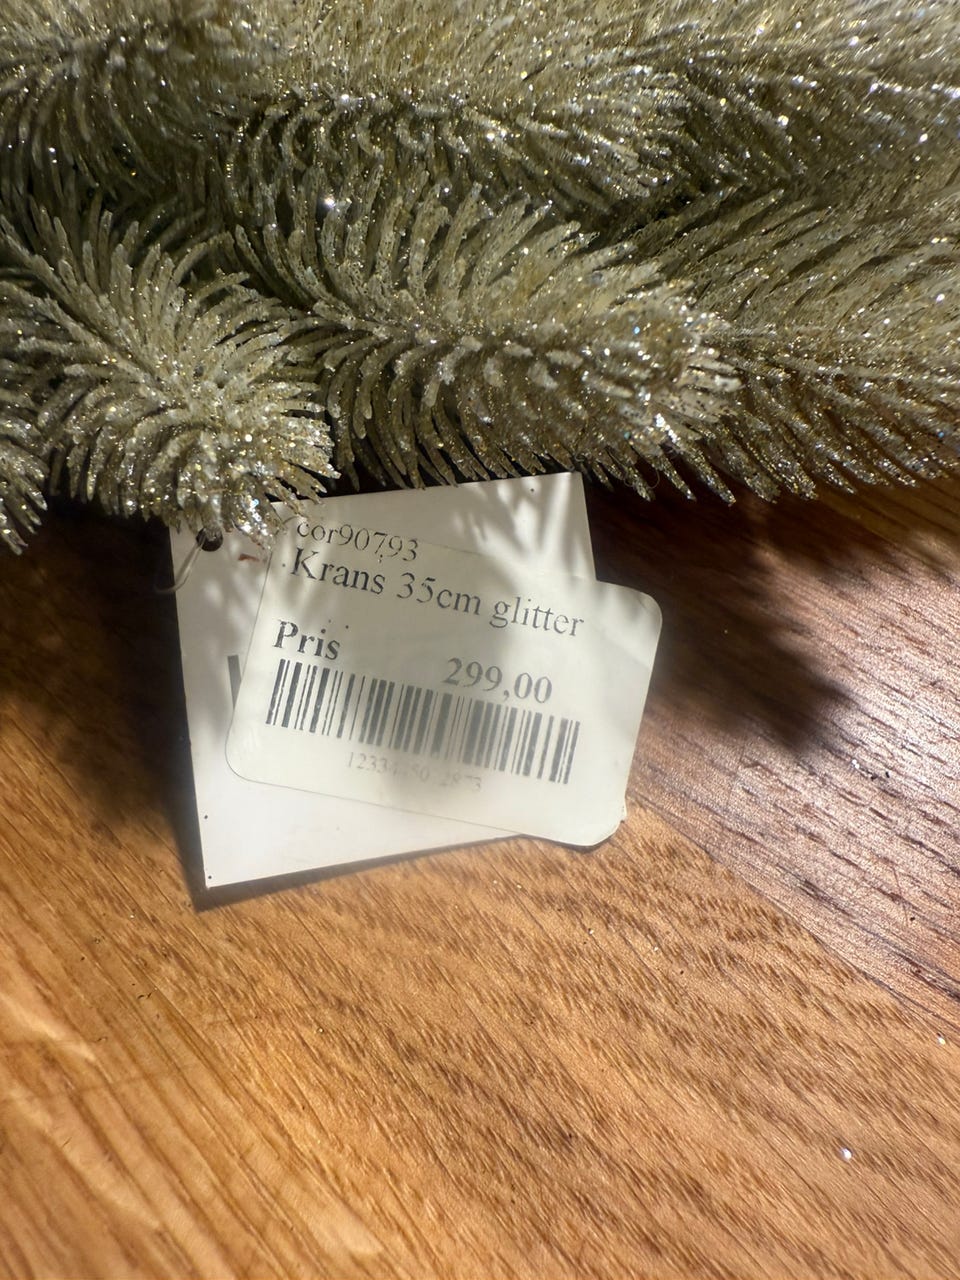 cor90793
Krans 35cm glitter
Pris 299,00